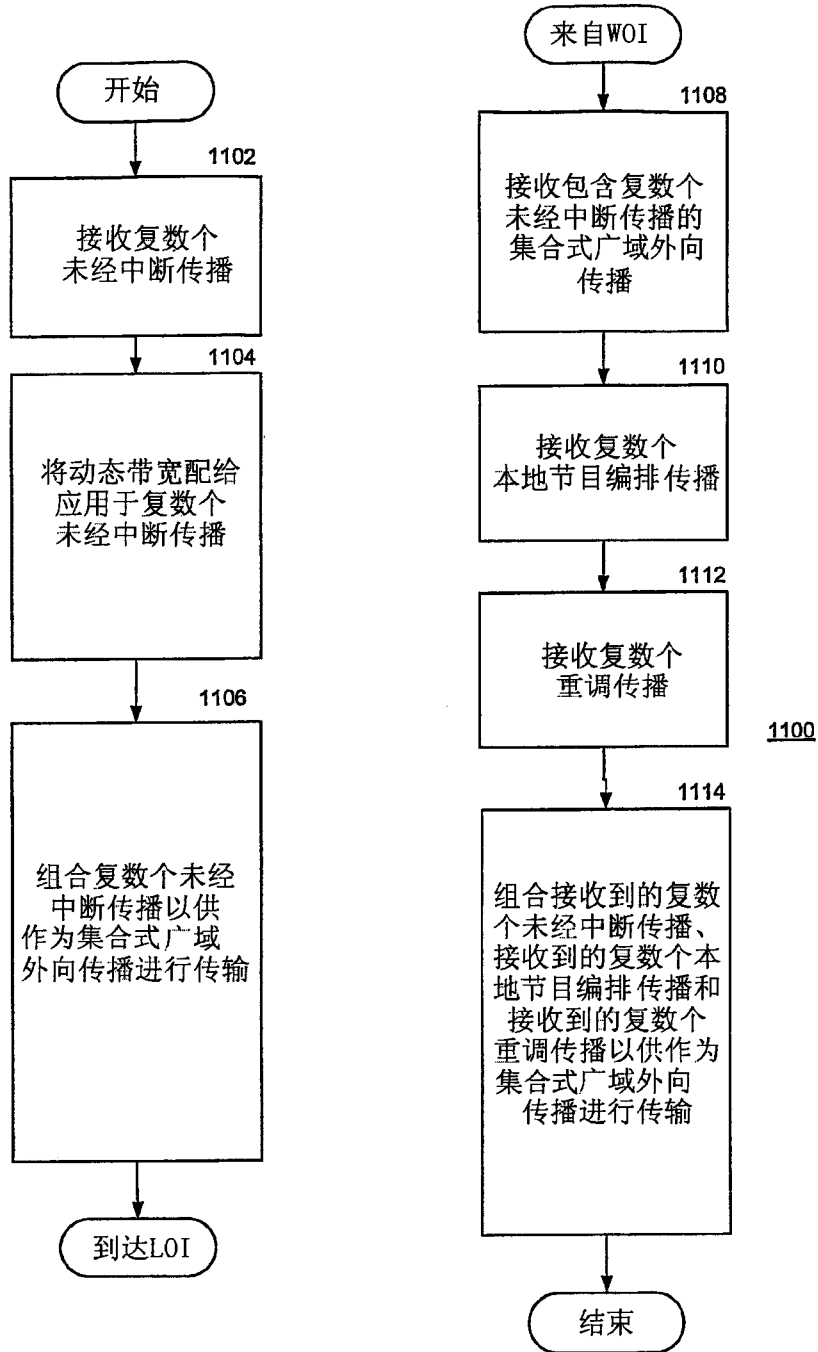 开始
1102
接收复数个
未经中断传播
1104
将动态带宽配给
应用于复数个
未经中断传播
1106
组合复数个未经
中断传播以供
作为集合式广域
外向传播进行传输
到达LOI
来自WOI
1108
接收包含复数个
未经中断传播的
集合式广域外向
传播
1110
接收复数个
本地节目编排传播
1112
接收复数个
重调传播
1100
1114
组合接收到的复数
个未经中断传播、
接收到的复数个本
地节目编排传播和
接收到的复数个
重调传播以供作为
集合式广域外向
传播进行传输
结束